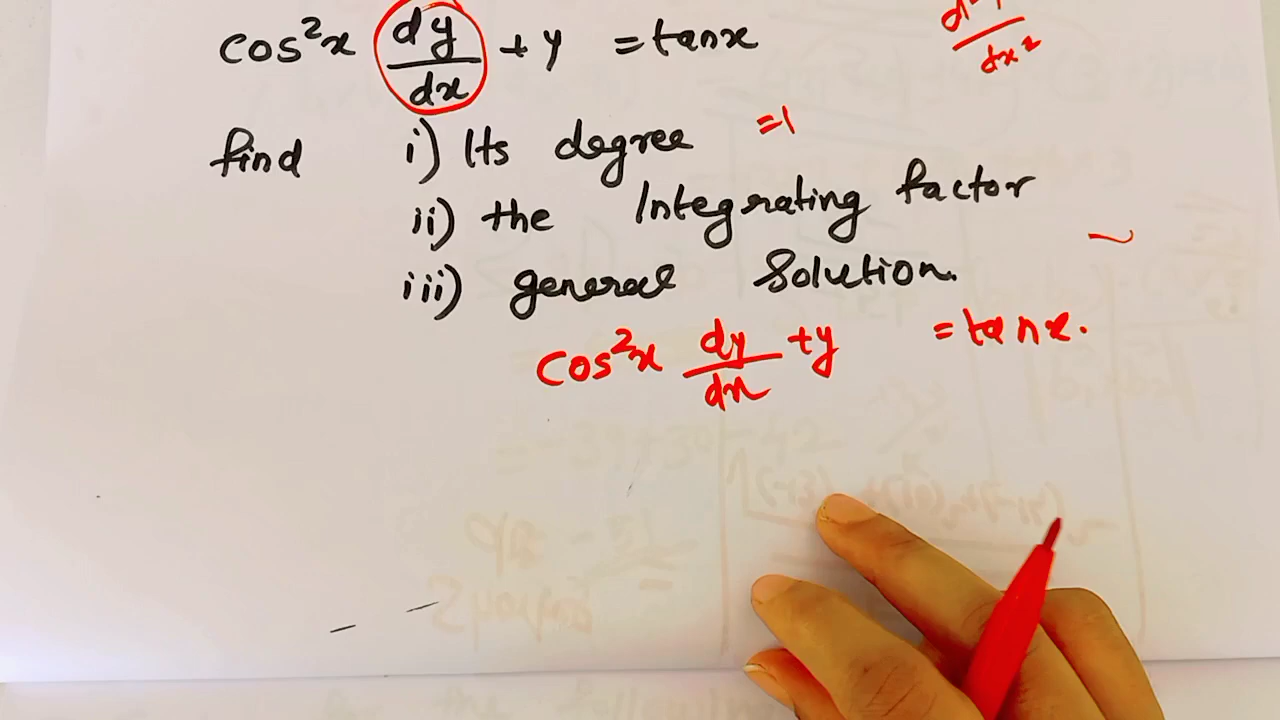 cos²x dy/dx + y = tanx
find i) Its degree =1
ii) the Integrating factor
iii) general solution.
cos²x dy/dx +y = tanx.